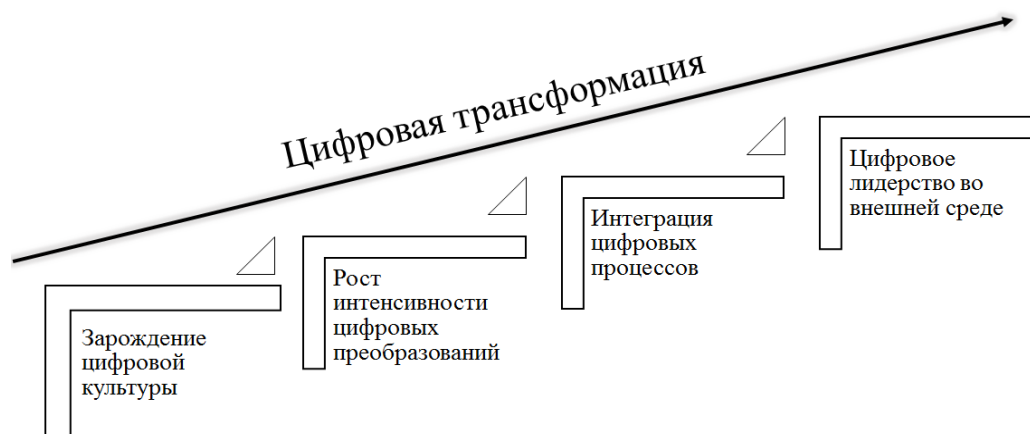 Цифровая трансформация
Зарождение
цифровой
культуры
Рост
интенсивности
цифровых
преобразований
Интеграция
цифровых
процессов
Цифровое
лидерство во
внешней среде